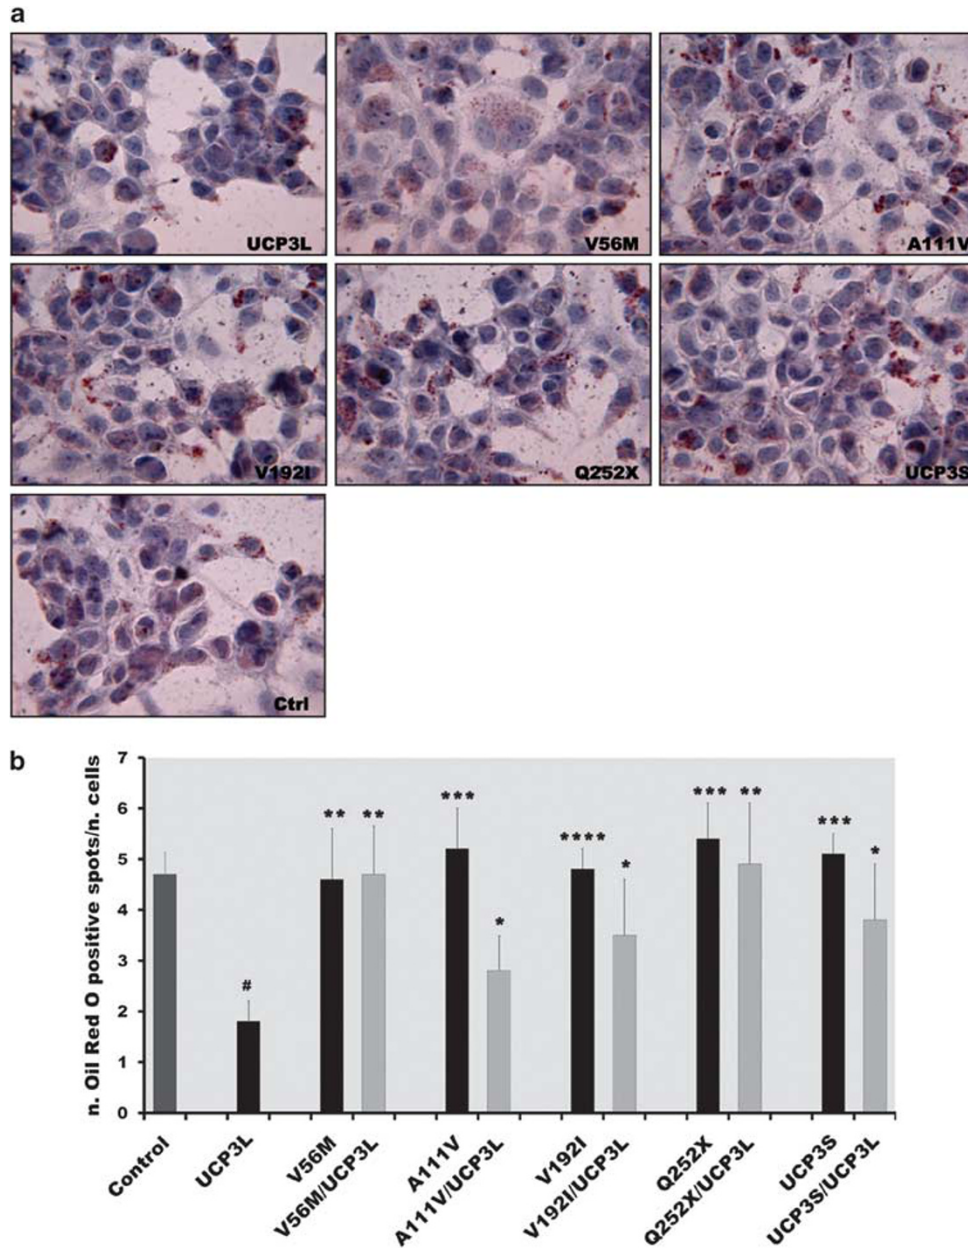 a
UCP3L
V56M
A111V
V192I
Q252X
UCP3S
Ctrl
b
n. Oil Red O positive spots/n. cells
7
6
5
4
3
2
1
0
#
** **
***
*
****
*
*** **
***
*
Control
UCP3L
V56M
V56M/UCP3L
A111V
A111V/UCP3L
V192I
V192I/UCP3L
Q252X
Q252X/UCP3L
UCP3S
UCP3S/UCP3L